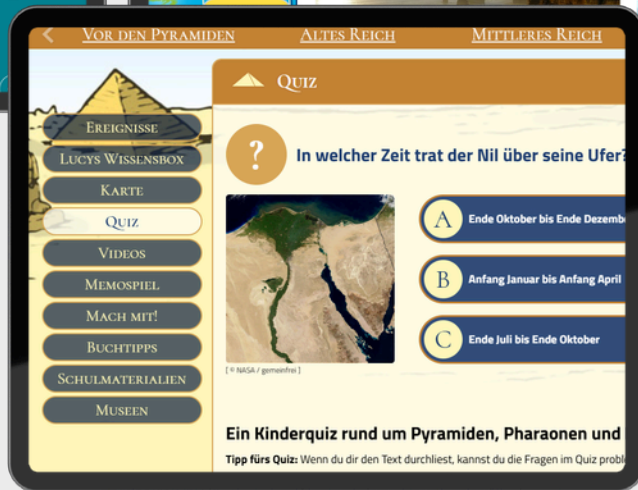 VOR DEN PYRAMIDEN ALTES REICH MITTLERES REICH
QUIZ
EREIGNISSE
LUCYS WISSENSBOX
KARTE
QUIZ
VIDEOS
MEMOSPIEL
MACH MIT!
BUCHTIPPS
SCHULMATERIALIEN
MUSEEN
?
In welcher Zeit trat der Nil über seine Ufer?
A Ende Oktober bis Ende Dezemb
B Anfang Januar bis Anfang April
C Ende Juli bis Ende Oktober
[ © NASA / gemeinfrei ]
Ein Kinderquiz rund um Pyramiden, Pharaonen und
Tipp fürs Quiz: Wenn du dir den Text durchliest, kannst du die Fragen im Quiz probl